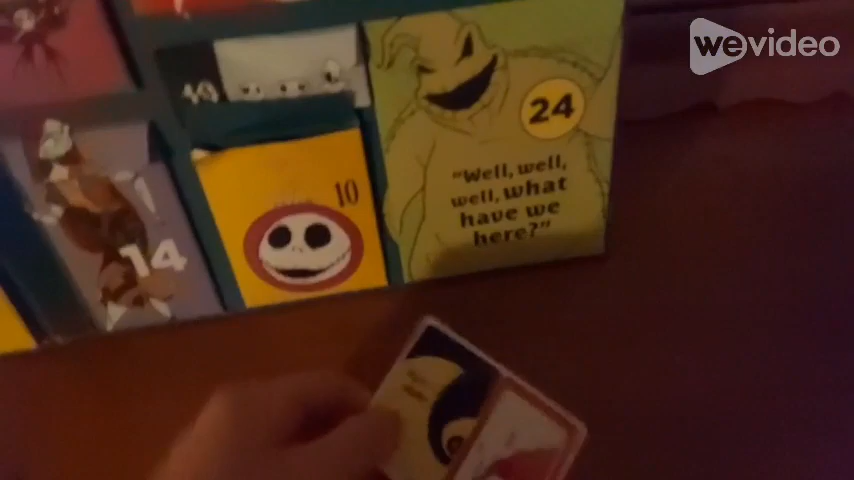 wevideo
24
"Well, well,
well, what
have we
here?"
10
14